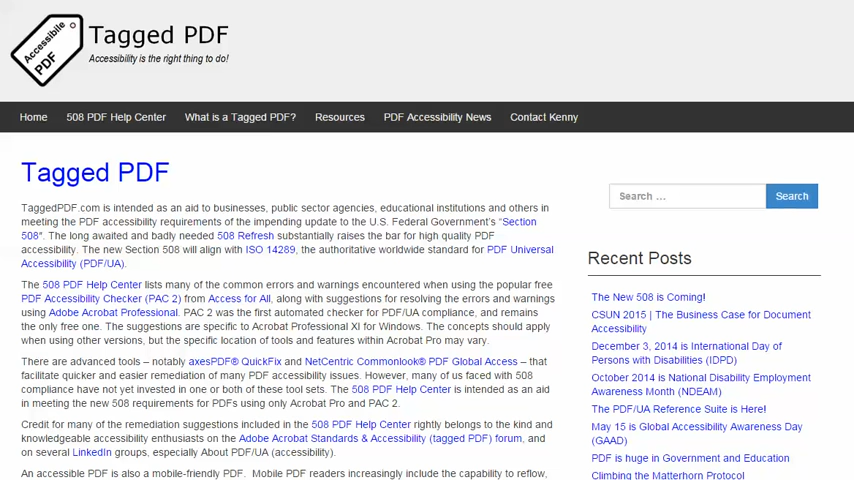 Accessibile
PDF
Tagged PDF
Accessibility is the right thing to do!
Home 508 PDF Help Center What is a Tagged PDF? Resources PDF Accessibility News Contact Kenny
Tagged PDF
TaggedPDF.com is intended as an aid to businesses, public sector agencies, educational institutions and others in
meeting the PDF accessibility requirements of the impending update to the U.S. Federal Government's "Section
508". The long awaited and badly needed 508 Refresh substantially raises the bar for high quality PDF
accessibility. The new Section 508 will align with ISO 14289, the authoritative worldwide standard for PDF Universal
Accessibility (PDF/UA).
The 508 PDF Help Center lists many of the common errors and warnings encountered when using the popular free
PDF Accessibility Checker (PAC 2) from Access for All, along with suggestions for resolving the errors and warnings
using Adobe Acrobat Professional. PAC 2 was the first automated checker for PDF/UA compliance, and remains
the only free one. The suggestions are specific to Acrobat Professional XI for Windows. The concepts should apply
when using other versions, but the specific location of tools and features within Acrobat Pro may vary.
There are advanced tools – notably axesPDF® QuickFix and NetCentric Commonlook® PDF Global Access – that
facilitate quicker and easier remediation of many PDF accessibility issues. However, many of us faced with 508
compliance have not yet invested in one or both of these tool sets. The 508 PDF Help Center is intended as an aid
in meeting the new 508 requirements for PDFs using only Acrobat Pro and PAC 2.
Credit for many of the remediation suggestions included in the 508 PDF Help Center rightly belongs to the kind and
knowledgeable accessibility enthusiasts on the Adobe Acrobat Standards & Accessibility (tagged PDF) forum, and
on several LinkedIn groups, especially About PDF/UA (accessibility).
An accessible PDF is also a mobile-friendly PDF. Mobile PDF readers increasingly include the capability to reflow,
Search …
Search
Recent Posts
The New 508 is Coming!
CSUN 2015 | The Business Case for Document
Accessibility
December 3, 2014 is International Day of
Persons with Disabilities (IDPD)
October 2014 is National Disability Employment
Awareness Month (NDEAM)
The PDF/UA Reference Suite is Here!
May 15 is Global Accessibility Awareness Day
(GAAD)
PDF is huge in Government and Education
Climbing the Matterhorn Protocol